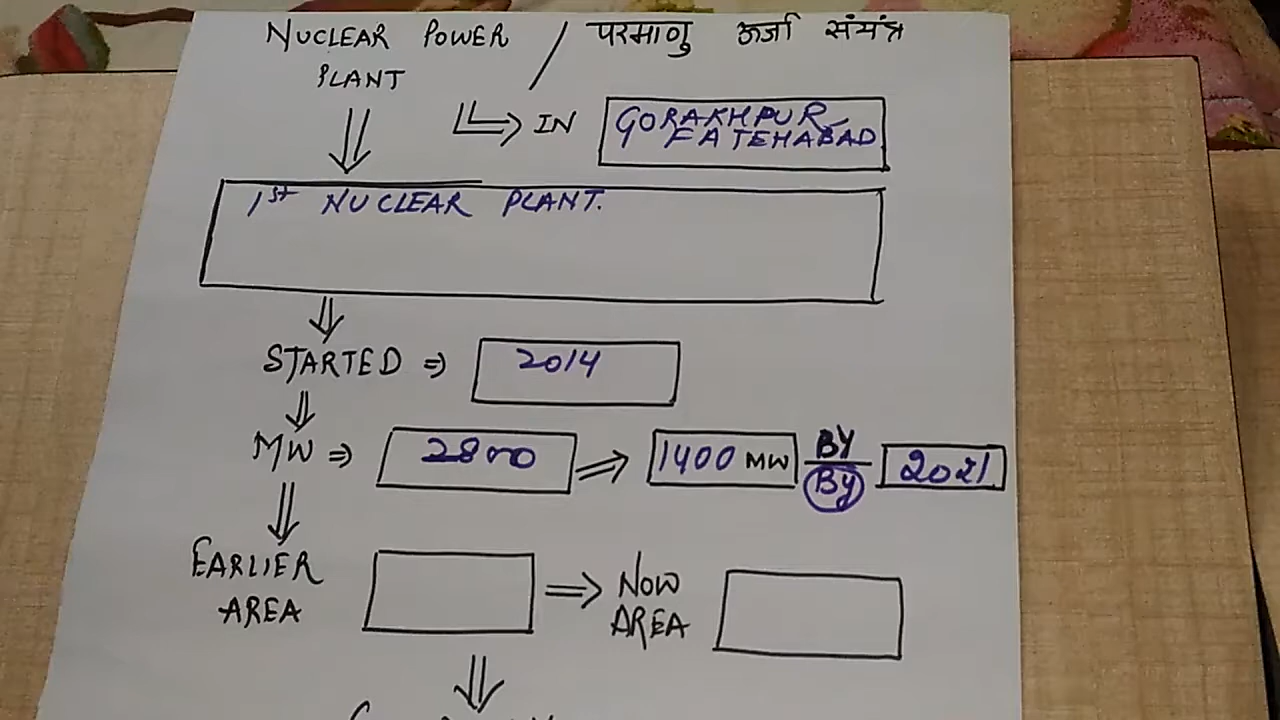 NUCLEAR POWER / परमाणु ऊर्जा संयंत्र
PLANT
IN GORAKHPUR
FATEHABAD
1st NUCLEAR PLANT.
STARTED ⇒ 2014
MW ⇒ 2800 ⇒ 1400 MW BY
By 2021
EARLIER ⇒ NOW
AREA AREA